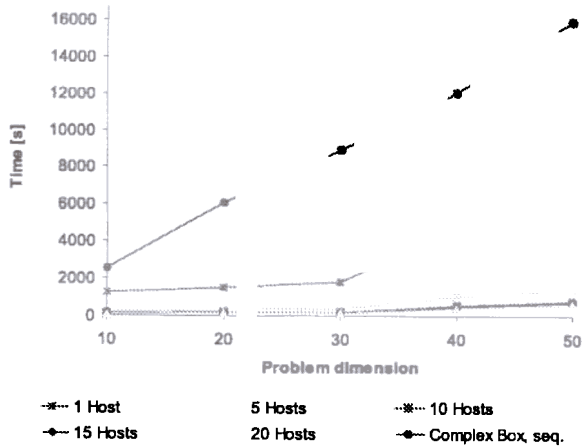 16000
14000
12000
10000
8000
6000
4000
2000
0
Time [s]
10 20 30 40 50
Problem dimension
1 Host 5 Hosts 10 Hosts
15 Hosts 20 Hosts Complex Box, seq.